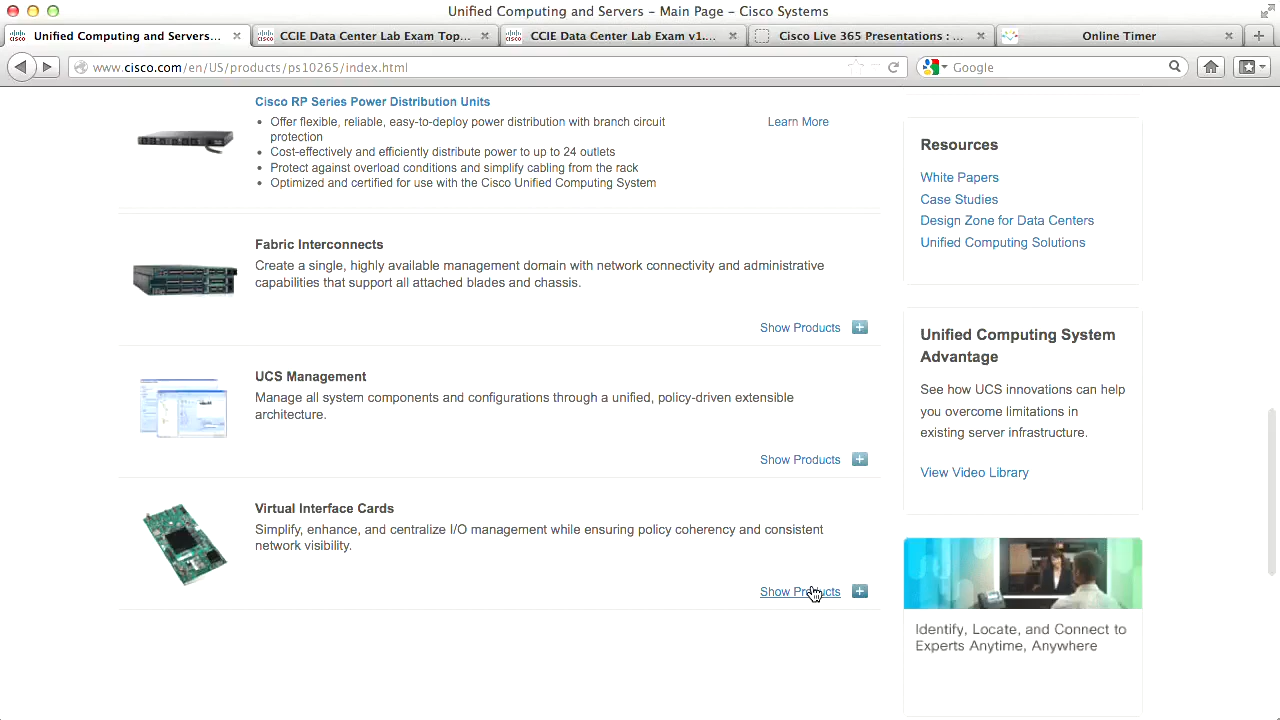 Unified Computing and Servers – Main Page – Cisco Systems
Unified Computing and Servers...
CCIE Data Center Lab Exam Top...
CCIE Data Center Lab Exam v1....
Cisco Live 365 Presentations : ...
Online Timer
www.cisco.com/en/US/products/ps10265/index.html
Google
Cisco RP Series Power Distribution Units
Offer flexible, reliable, easy-to-deploy power distribution with branch circuit
protection
Cost-effectively and efficiently distribute power to up to 24 outlets
Protect against overload conditions and simplify cabling from the rack
Optimized and certified for use with the Cisco Unified Computing System
Learn More
Fabric Interconnects
Create a single, highly available management domain with network connectivity and administrative
capabilities that support all attached blades and chassis.
Show Products
UCS Management
Manage all system components and configurations through a unified, policy-driven extensible
architecture.
Show Products
Virtual Interface Cards
Simplify, enhance, and centralize I/O management while ensuring policy coherency and consistent
network visibility.
Show Products
Resources
White Papers
Case Studies
Design Zone for Data Centers
Unified Computing Solutions
Unified Computing System
Advantage
See how UCS innovations can help
you overcome limitations in
existing server infrastructure.
View Video Library
Identify, Locate, and Connect to
Experts Anytime, Anywhere